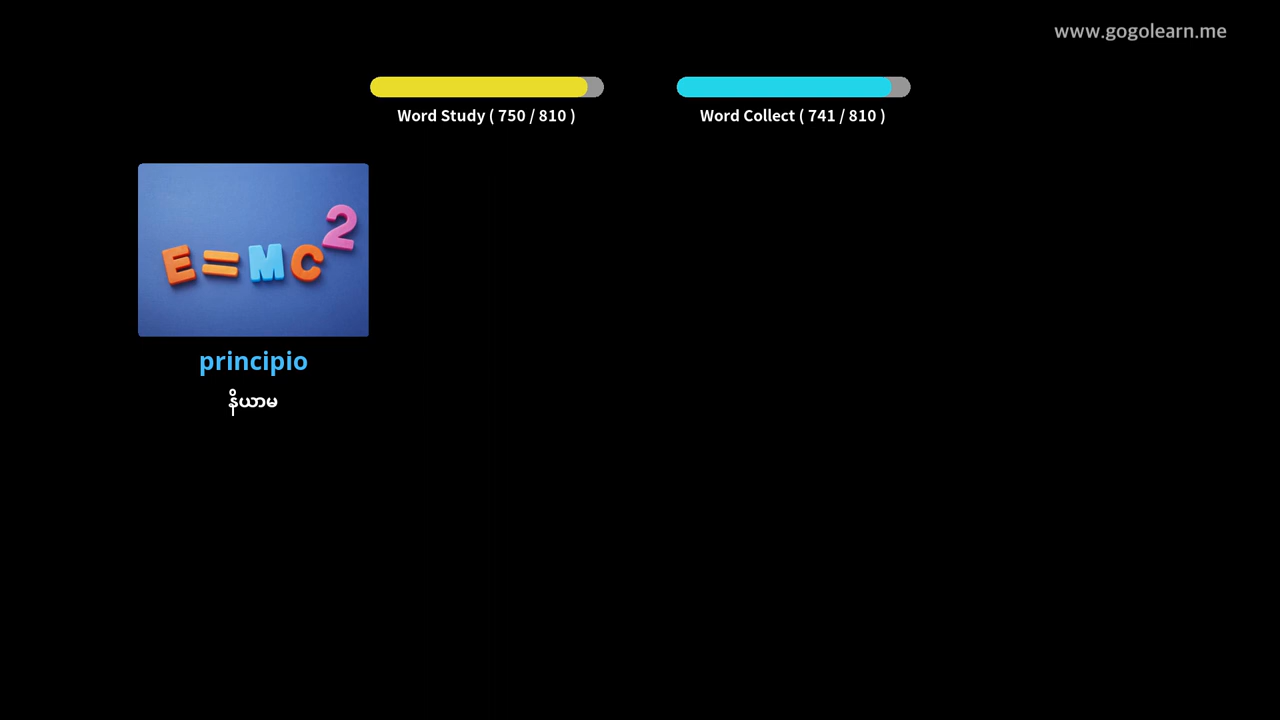 www.gogolearn.me
Word Study ( 750 / 810 )
Word Collect ( 741 / 810 )
E=MC2
principio
နိယာမ